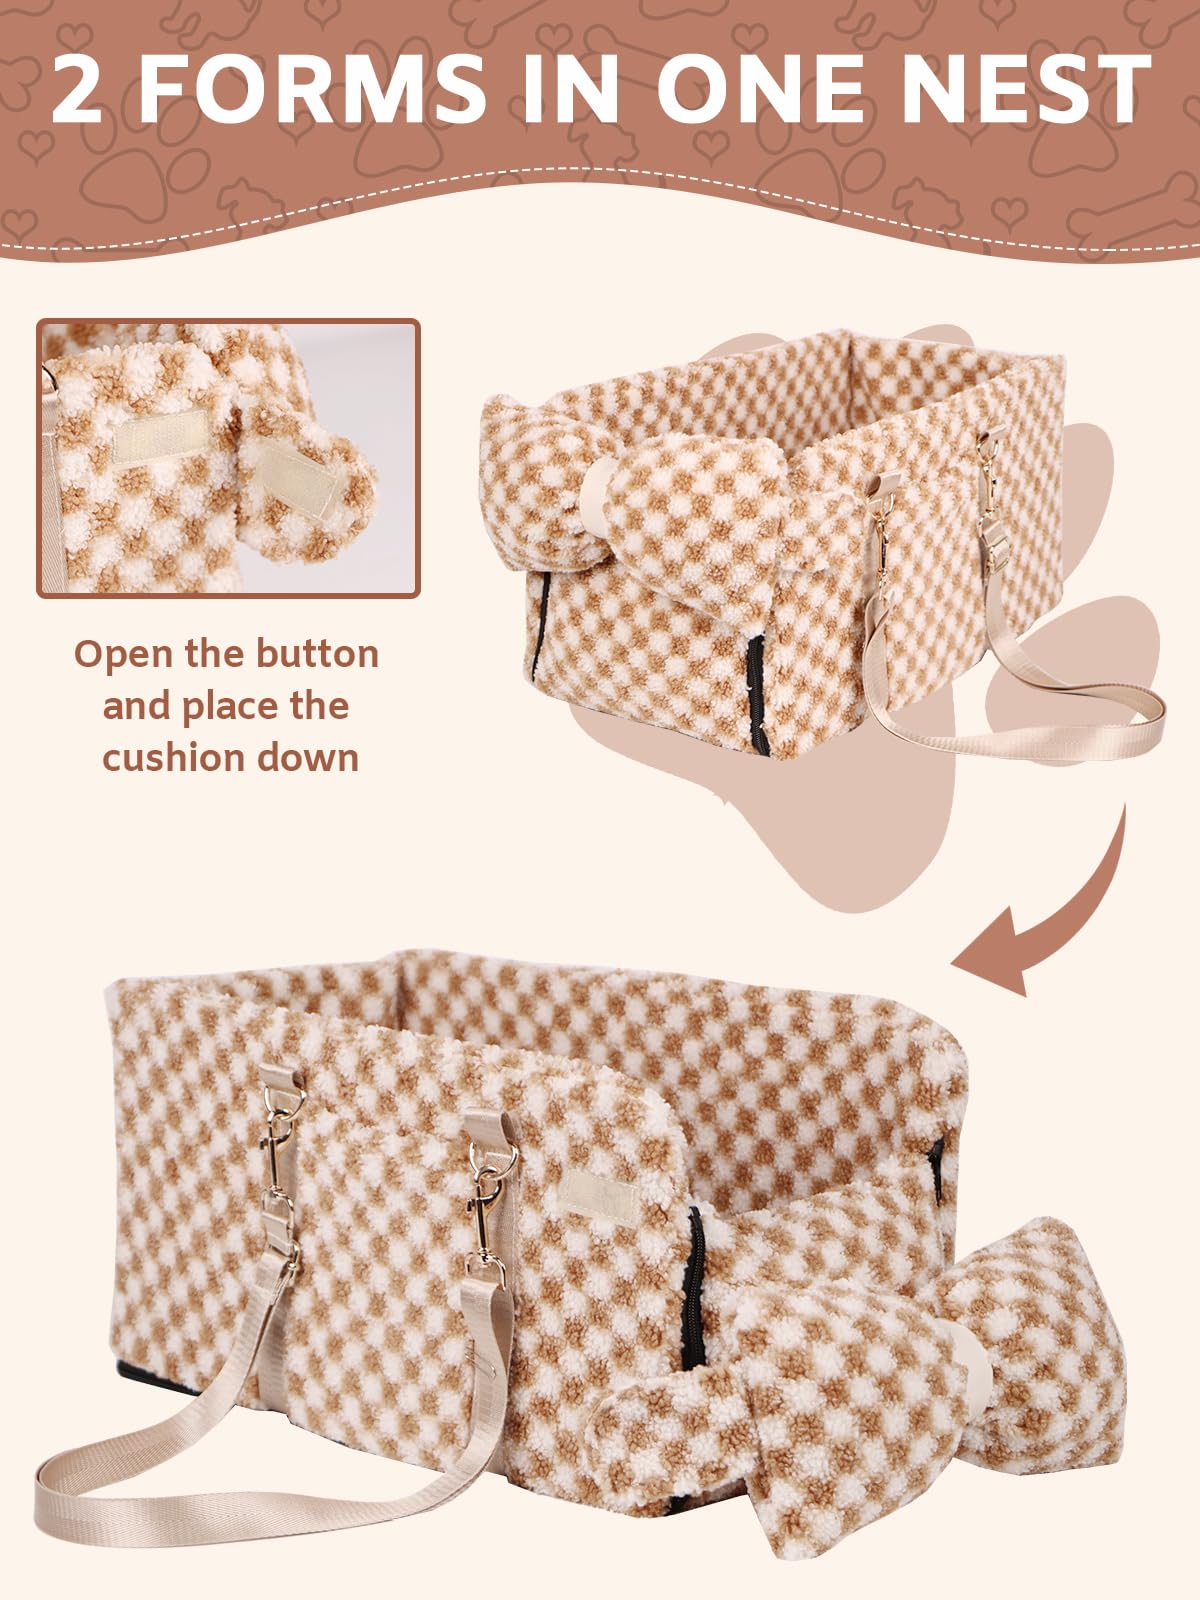 2 FORMS IN ONE NEST
Open the button
and place the
cushion down